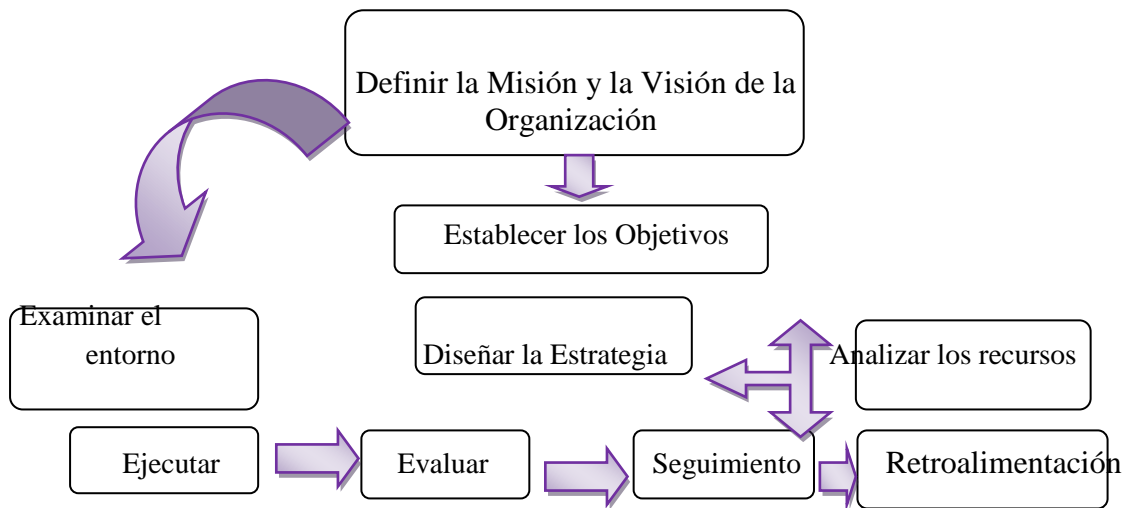 Definir la Misión y la Visión de la
Organización
Establecer los Objetivos
Examinar el
entorno
Diseñar la Estrategia
Analizar los recursos
Ejecutar
Evaluar
Seguimiento
Retroalimentación